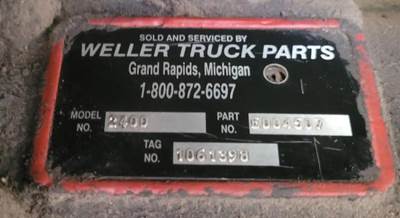 SOLD AND SERVICED BY
WELLER TRUCK PARTS
Grand Rapids, Michigan
1-800-872-6697
MODEL NO. 2400 PART NO.
TAG NO. 1061398